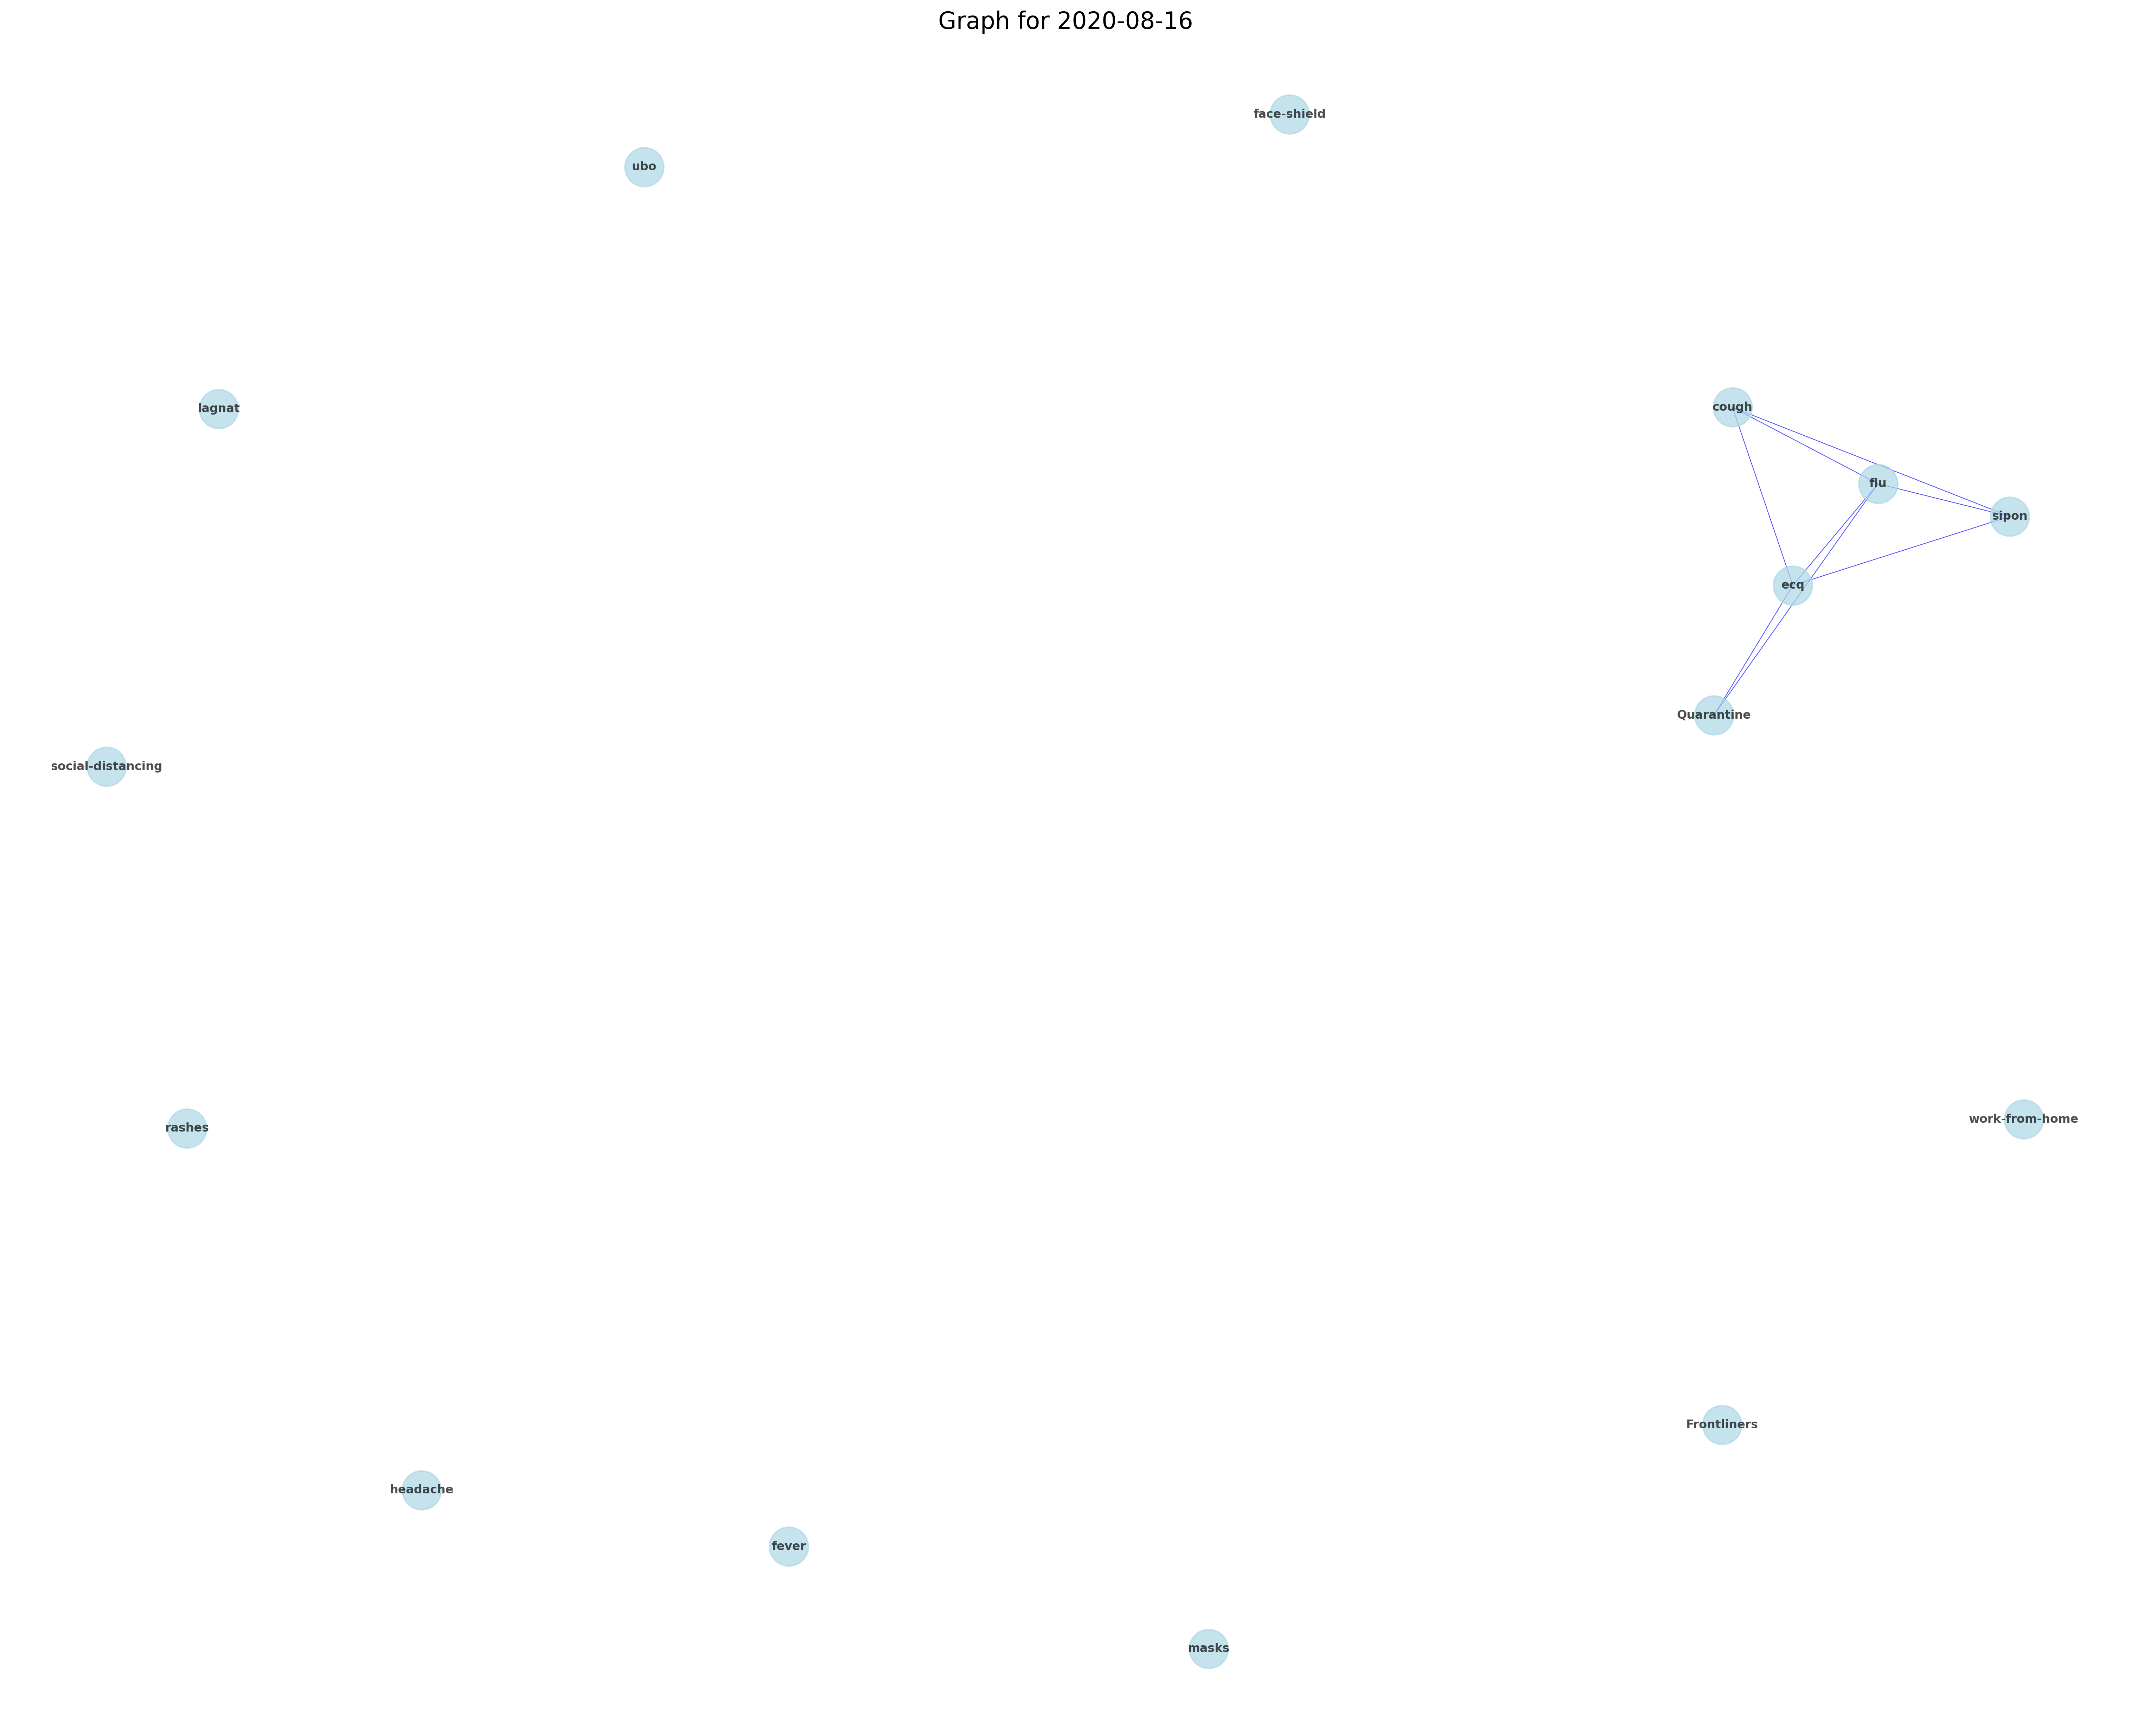 Graph for 2020-08-16
face-shield
ubo
cough
lagnat
flu
sipon
ecq
Quarantine
social-distancing
work-from-home
rashes
Frontliners
headache
fever
masks